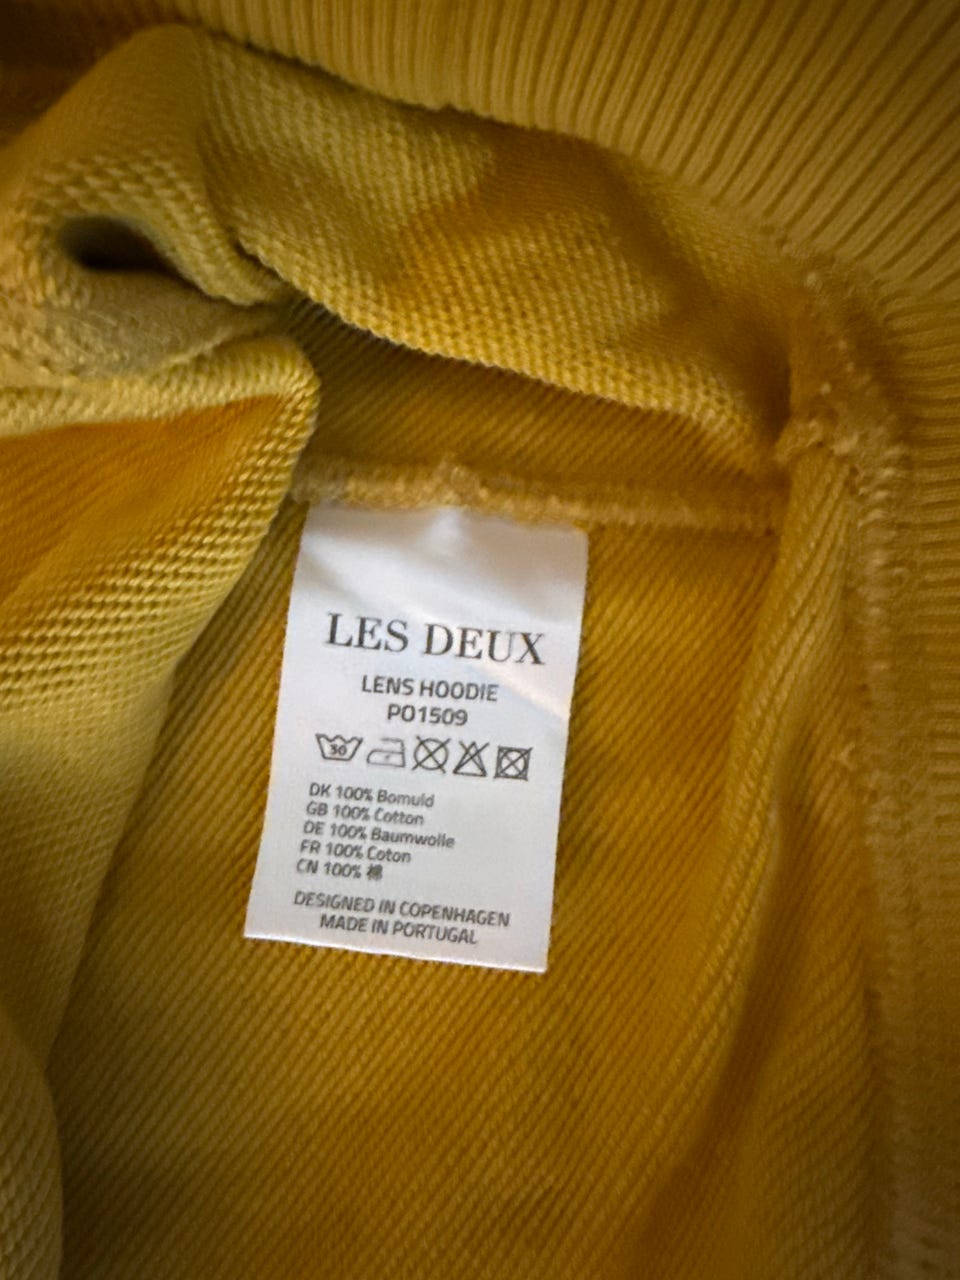 LES DEUX
LENS HOODIE
PO1509
30
DK 100% Bomuld
GB 100% Cotton
DE 100% Baumwolle
FR 100% Coton
CN 100% 棉
DESIGNED IN COPENHAGEN
MADE IN PORTUGAL